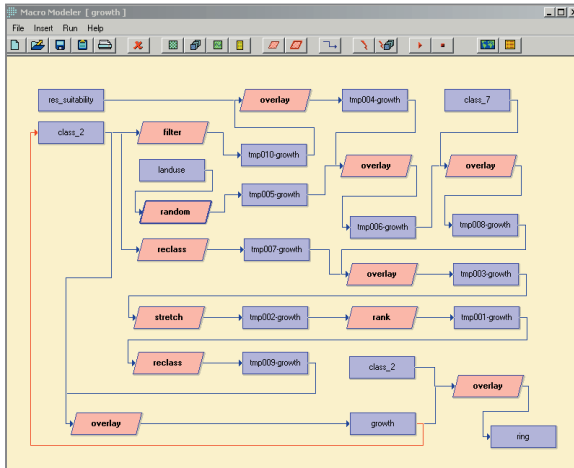 Macro Modeler [ growth ]
File Insert Run Help
res_suitability
overlay
tmp004-growth
class_7
class_2
filter
tmp010-growth
landuse
overlay
overlay
tmp005-growth
random
tmp006-growth
tmp008-growth
reclass
tmp007-growth
overlay
tmp003-growth
stretch
tmp002-growth
rank
tmp001-growth
reclass
tmp009-growth
class_2
overlay
overlay
growth
ring